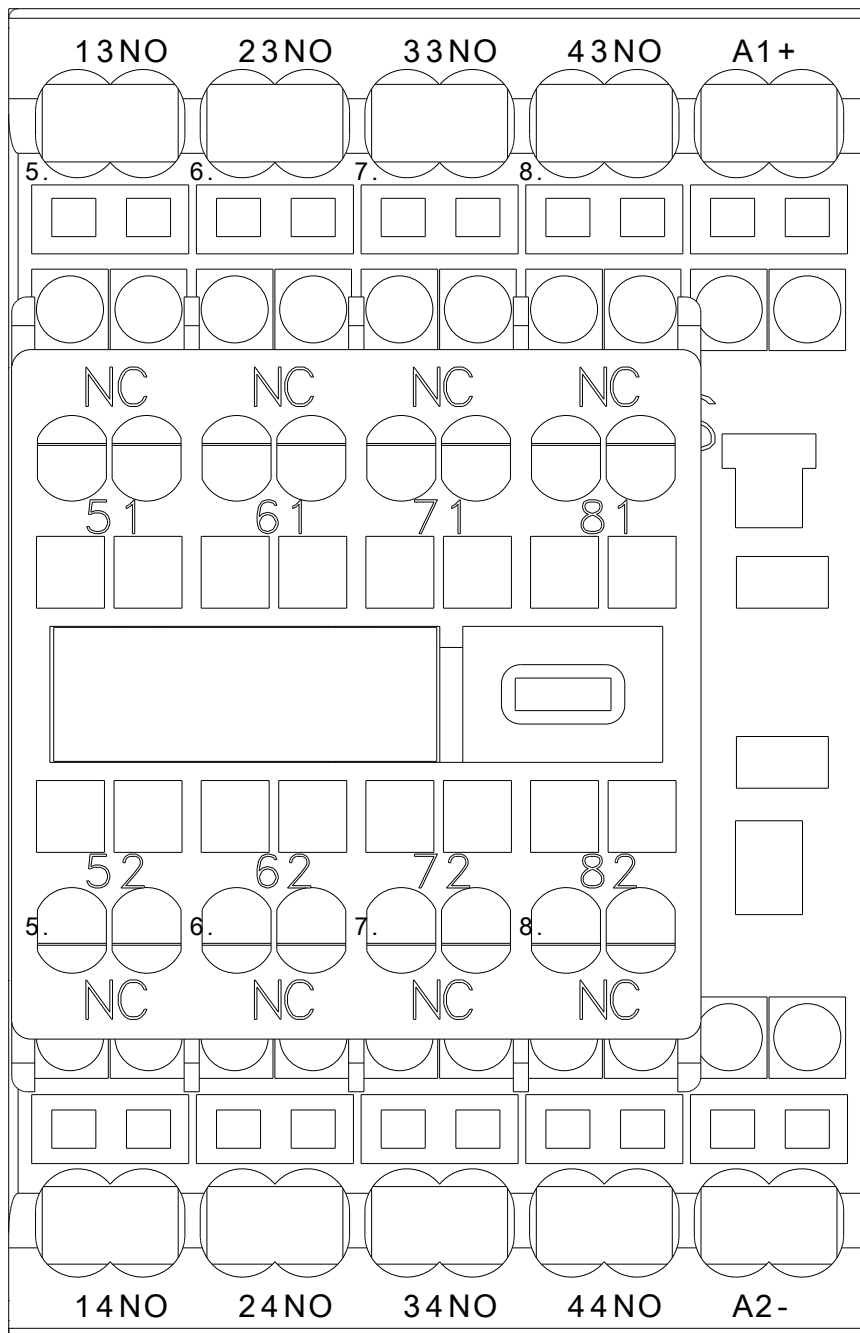 13NO 23NO 33NO 43NO A1+
5. 6. 7. 8.
NC NC NC NC
51 61 71 81
52 62 72 82
5. 6. 7. 8.
NC NC NC NC
14NO 24NO 34NO 44NO A2-